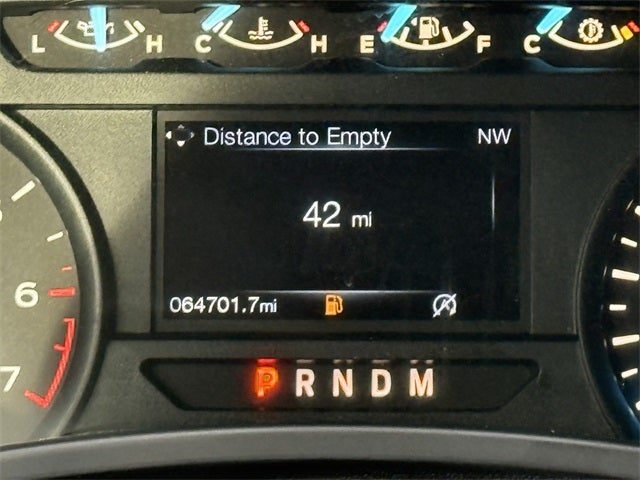 L H C H E F C
Distance to Empty NW
42 mi
6
064701.7mi
7
P R N D M